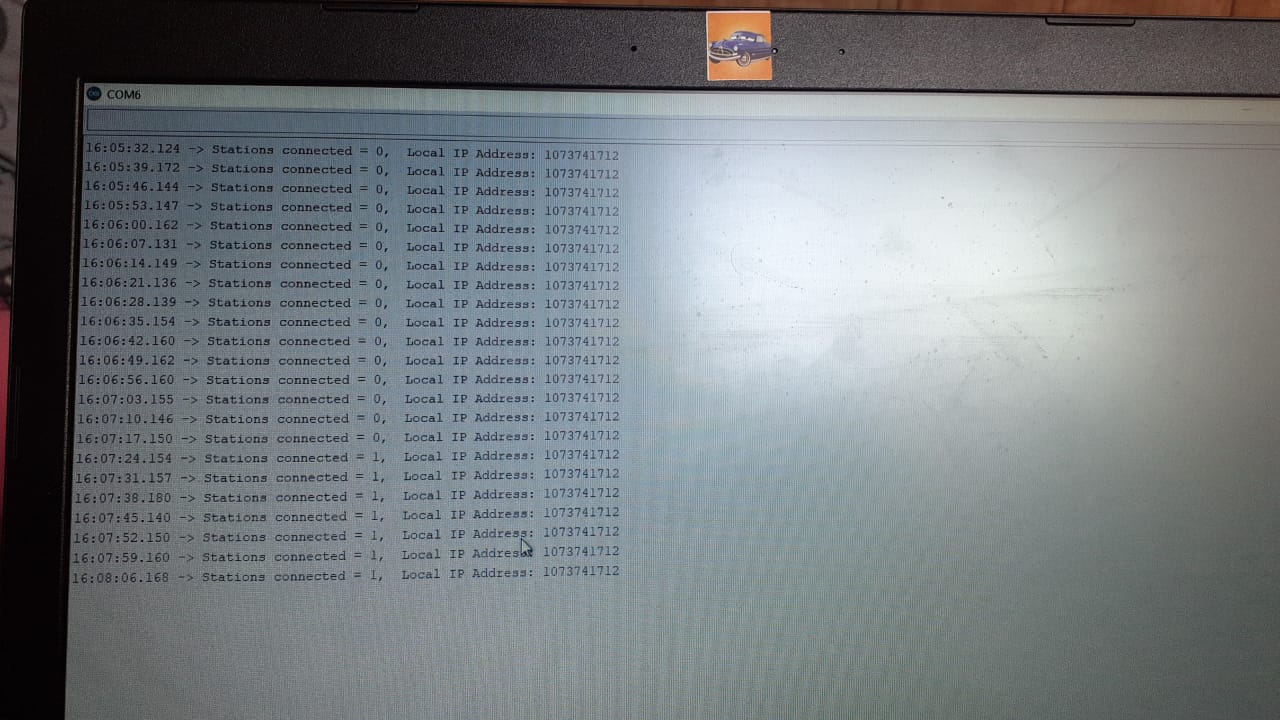 COM6
16:05:32.124 -> Stations connected = 0, Local IP Address: 1073741712
16:05:39.172 -> Stations connected = 0, Local IP Address: 1073741712
16:05:46.144 -> Stations connected = 0, Local IP Address: 1073741712
16:05:53.147 -> Stations connected = 0, Local IP Address: 1073741712
16:06:00.162 -> Stations connected = 0, Local IP Address: 1073741712
16:06:07.131 -> Stations connected = 0, Local IP Address: 1073741712
16:06:14.149 -> Stations connected = 0, Local IP Address: 1073741712
16:06:21.136 -> Stations connected = 0, Local IP Address: 1073741712
16:06:28.139 -> Stations connected = 0, Local IP Address: 1073741712
16:06:35.154 -> Stations connected = 0, Local IP Address: 1073741712
16:06:42.160 -> Stations connected = 0, Local IP Address: 1073741712
16:06:49.162 -> Stations connected = 0, Local IP Address: 1073741712
16:06:56.160 -> Stations connected = 0, Local IP Address: 1073741712
16:07:03.155 -> Stations connected = 0, Local IP Address: 1073741712
16:07:10.146 -> Stations connected = 0, Local IP Address: 1073741712
16:07:17.150 -> Stations connected = 0, Local IP Address: 1073741712
16:07:24.154 -> Stations connected = 1, Local IP Address: 1073741712
16:07:31.157 -> Stations connected = 1, Local IP Address: 1073741712
16:07:38.180 -> Stations connected = 1, Local IP Address: 1073741712
16:07:45.140 -> Stations connected = 1, Local IP Address: 1073741712
16:07:52.150 -> Stations connected = 1, Local IP Address: 1073741712
16:07:59.160 -> Stations connected = 1, Local IP Address: 1073741712
16:08:06.168 -> Stations connected = 1, Local IP Address: 1073741712